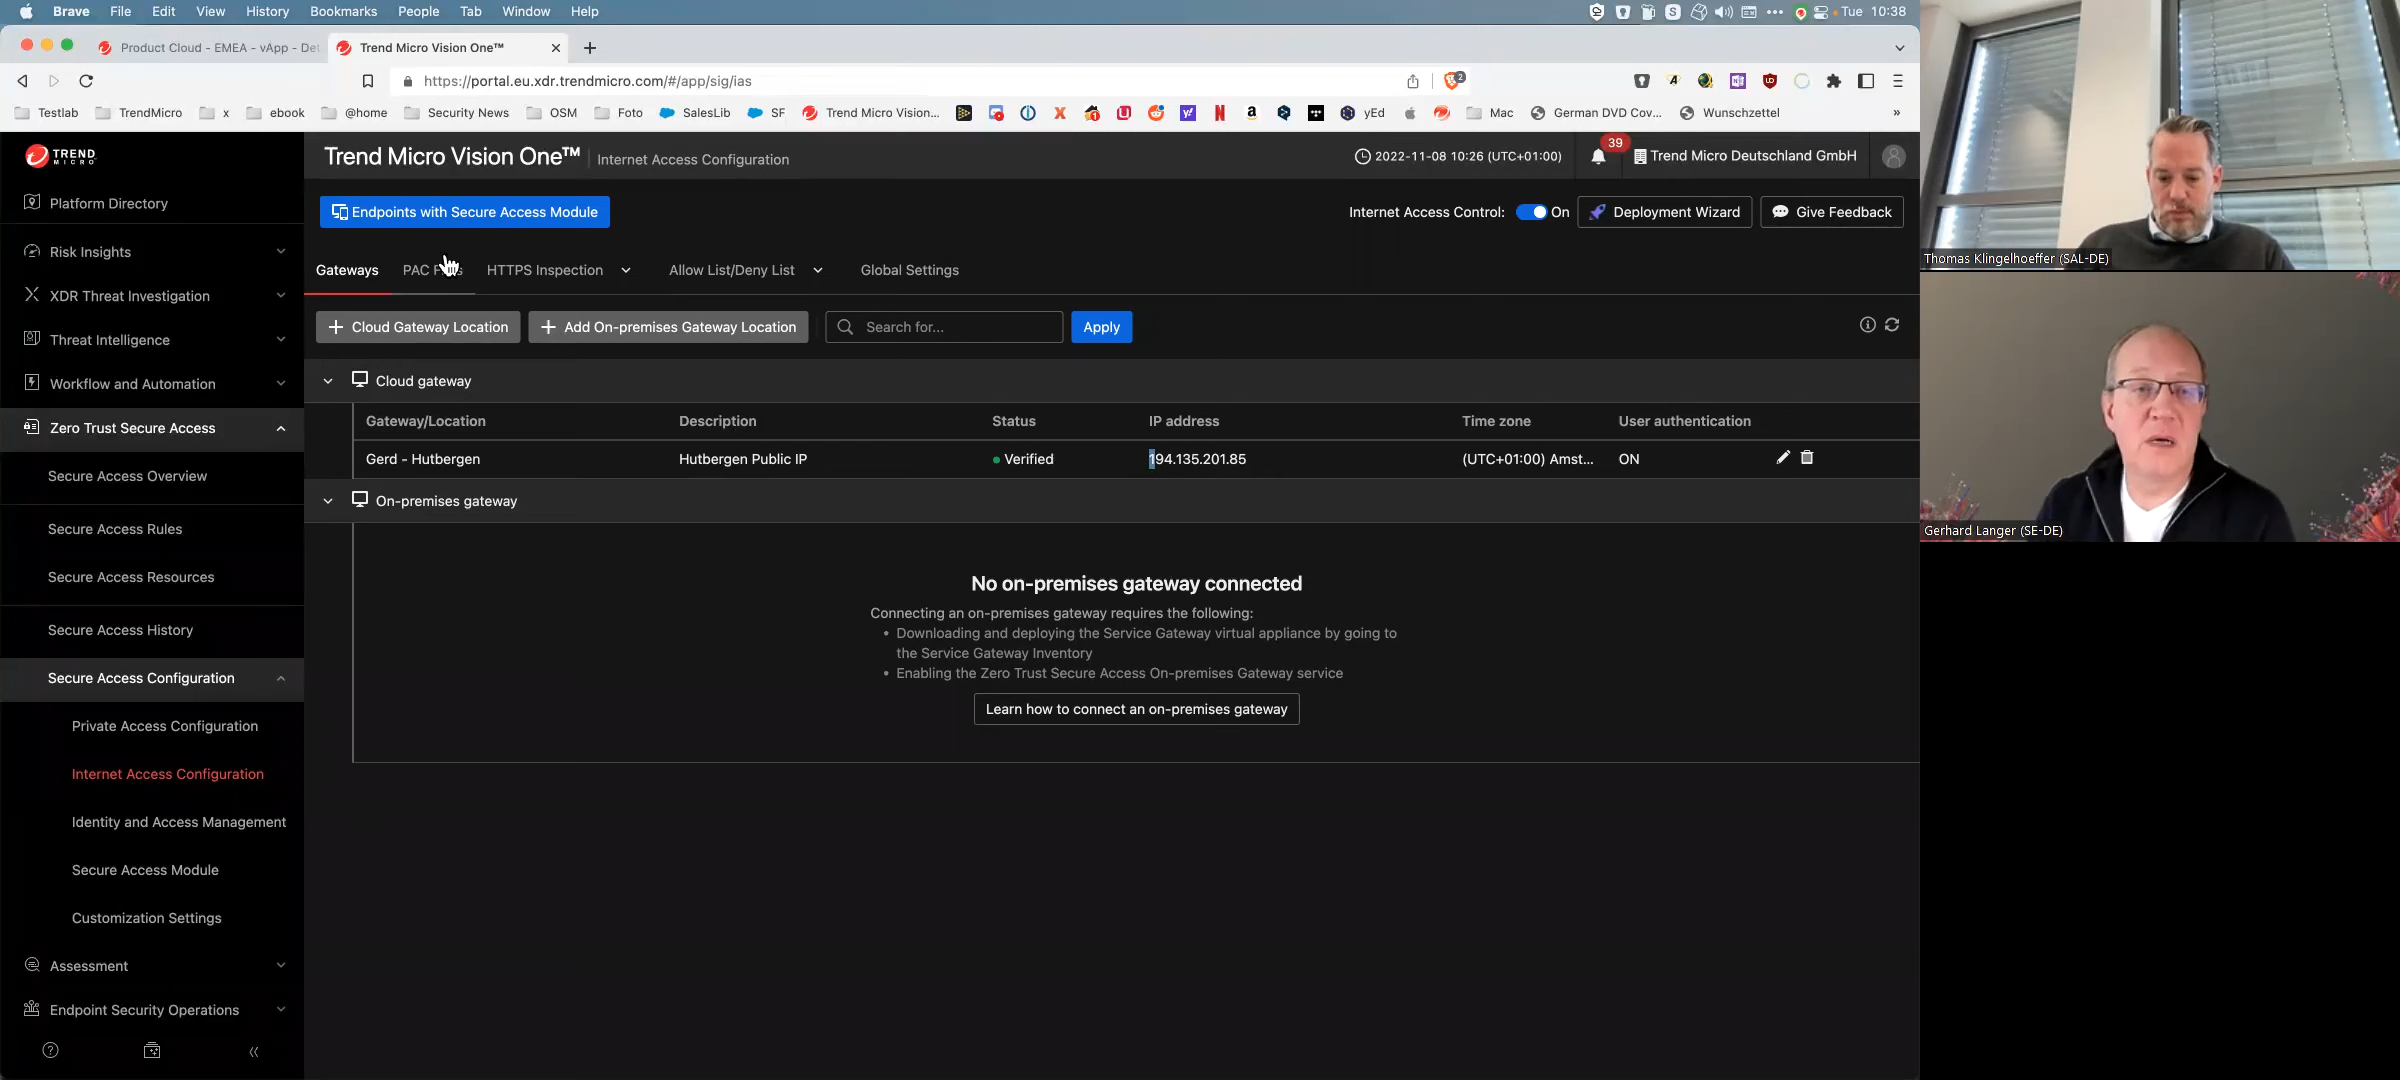 Brave File Edit View History Bookmarks People Tab Window Help
Tue 10:38
Product Cloud - EMEA - vApp - Det
Trend Micro Vision One™
https://portal.eu.xdr.trendmicro.com/#/app/sig/ias
2
Testlab TrendMicro x ebook @home Security News OSM Foto SalesLib SF Trend Micro Vision... yEd Mac German DVD Cov... Wunschzettel »
TREND MICRO
Trend Micro Vision One™ Internet Access Configuration
2022-11-08 10:26 (UTC+01:00) 39 Trend Micro Deutschland GmbH
Platform Directory
Risk Insights
XDR Threat Investigation
Threat Intelligence
Workflow and Automation
Zero Trust Secure Access
Secure Access Overview
Secure Access Rules
Secure Access Resources
Secure Access History
Secure Access Configuration
Private Access Configuration
Internet Access Configuration
Identity and Access Management
Secure Access Module
Customization Settings
Assessment
Endpoint Security Operations
Endpoints with Secure Access Module
Internet Access Control: On Deployment Wizard Give Feedback
Gateways PAC HTTPS Inspection Allow List/Deny List Global Settings
+ Cloud Gateway Location + Add On-premises Gateway Location Search for... Apply
Cloud gateway
Gateway/Location Description Status IP address Time zone User authentication
Gerd - Hutbergen Hutbergen Public IP Verified 194.135.201.85 (UTC+01:00) Amst... ON
On-premises gateway
No on-premises gateway connected
Connecting an on-premises gateway requires the following:
• Downloading and deploying the Service Gateway virtual appliance by going to
the Service Gateway Inventory
• Enabling the Zero Trust Secure Access On-premises Gateway service
Learn how to connect an on-premises gateway
Thomas Klingelhoeffer (SAL-DE)
Gerhard Langer (SE-DE)